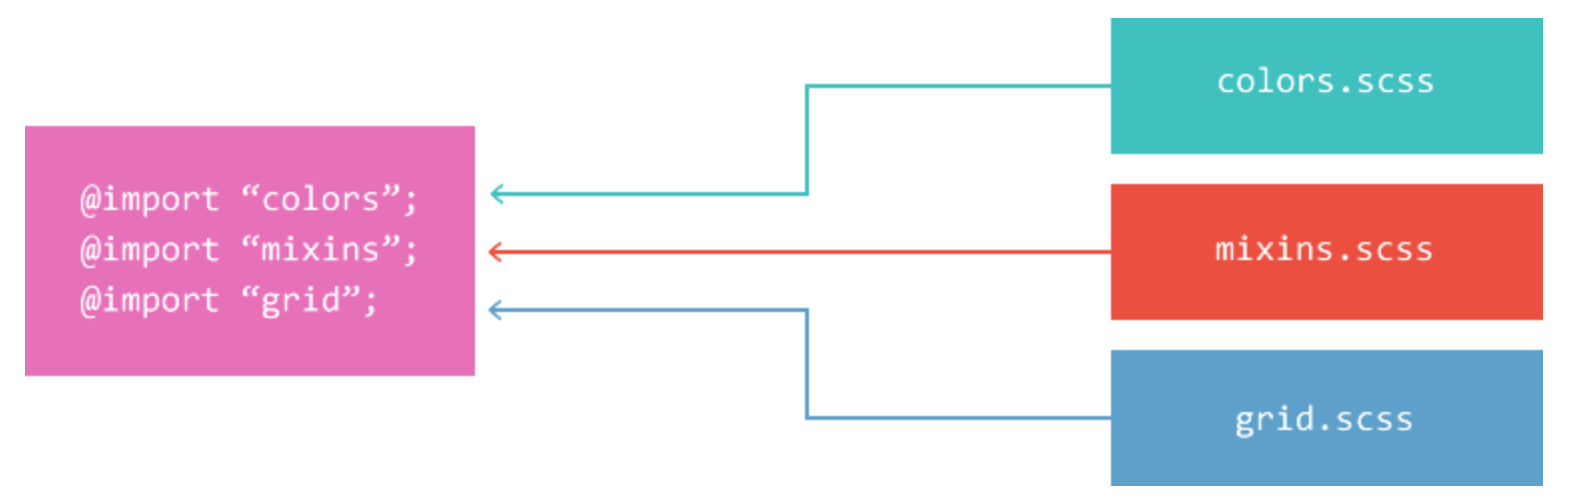 @import “colors”;
@import “mixins”;
@import “grid”;
colors.scss
mixins.scss
grid.scss